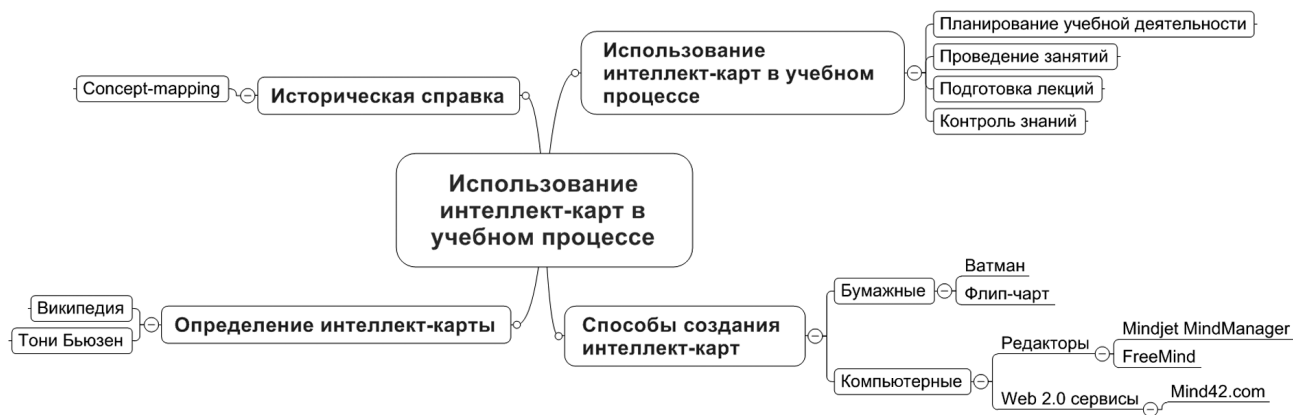 Использование
интеллект-карт в
учебном процессе
Использование
интеллект-карт в учебном
процессе
Планирование учебной деятельности
Проведение занятий
Подготовка лекций
Контроль знаний
Историческая справка
Concept-mapping
Определение интеллект-карты
Википедия
Тони Бьюзен
Способы создания
интеллект-карт
Бумажные
Ватман
Флип-чарт
Компьютерные
Редакторы
Mindjet MindManager
FreeMind
Web 2.0 сервисы
Mind42.com